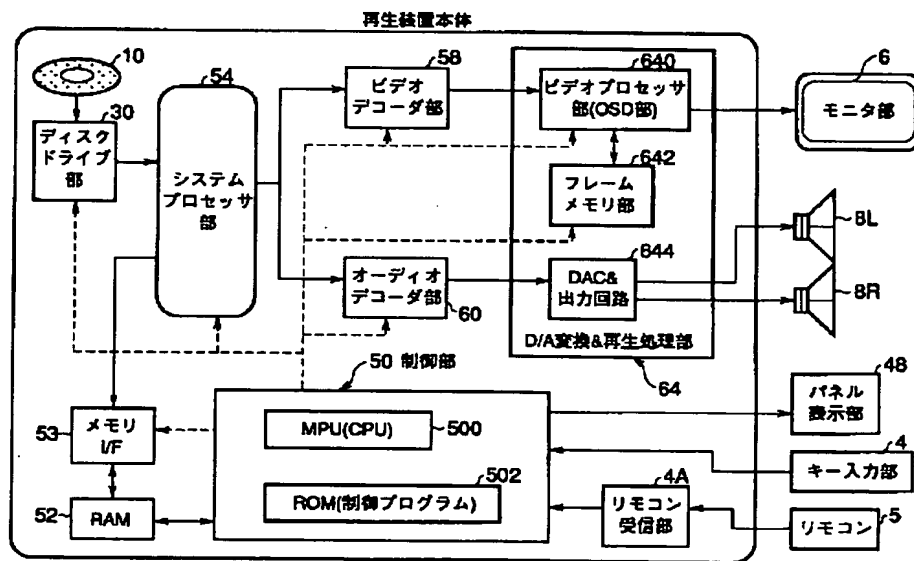 再生装置本体
10
54
58
640
6
ビデオ
デコーダ部
ビデオプロセッサ
部(OSD部)
モニタ部
30
ディスク
ドライブ
部
システム
プロセッサ
部
642
フレーム
メモリ部
8L
644
オーディオ
デコーダ部
60
DAC&
出力回路
8R
D/A変換&再生処理部
64
50 制御部
48
パネル
表示部
53
メモリ
I/F
MPU(CPU)
500
4
キー入力部
502
ROM(制御プログラム)
4A
リモコン
受信部
5
リモコン
52
RAM